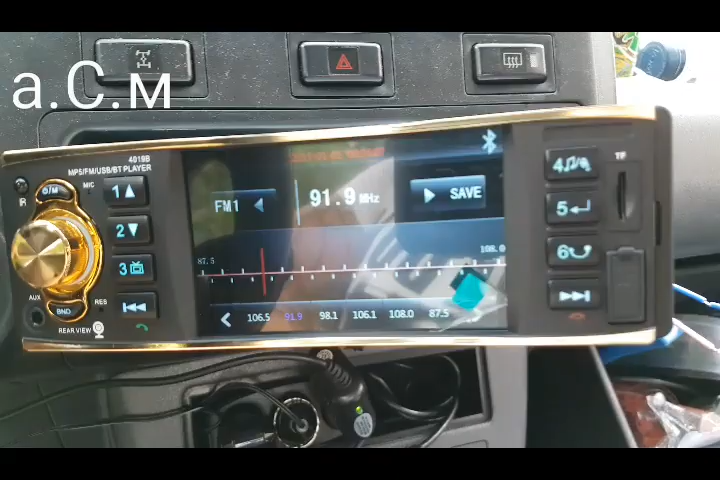 a.C.м
4019B
MP5/FM/USB/BT PLAYER
IR
⏻/M
MIC
1▲
2▼
3
AUX
BND
RES
REAR VIEW
FM1
91.9 MHz
SAVE
87.5
108.0
106.5 91.9 98.1 106.1 108.0 87.5
4
TF
5
6